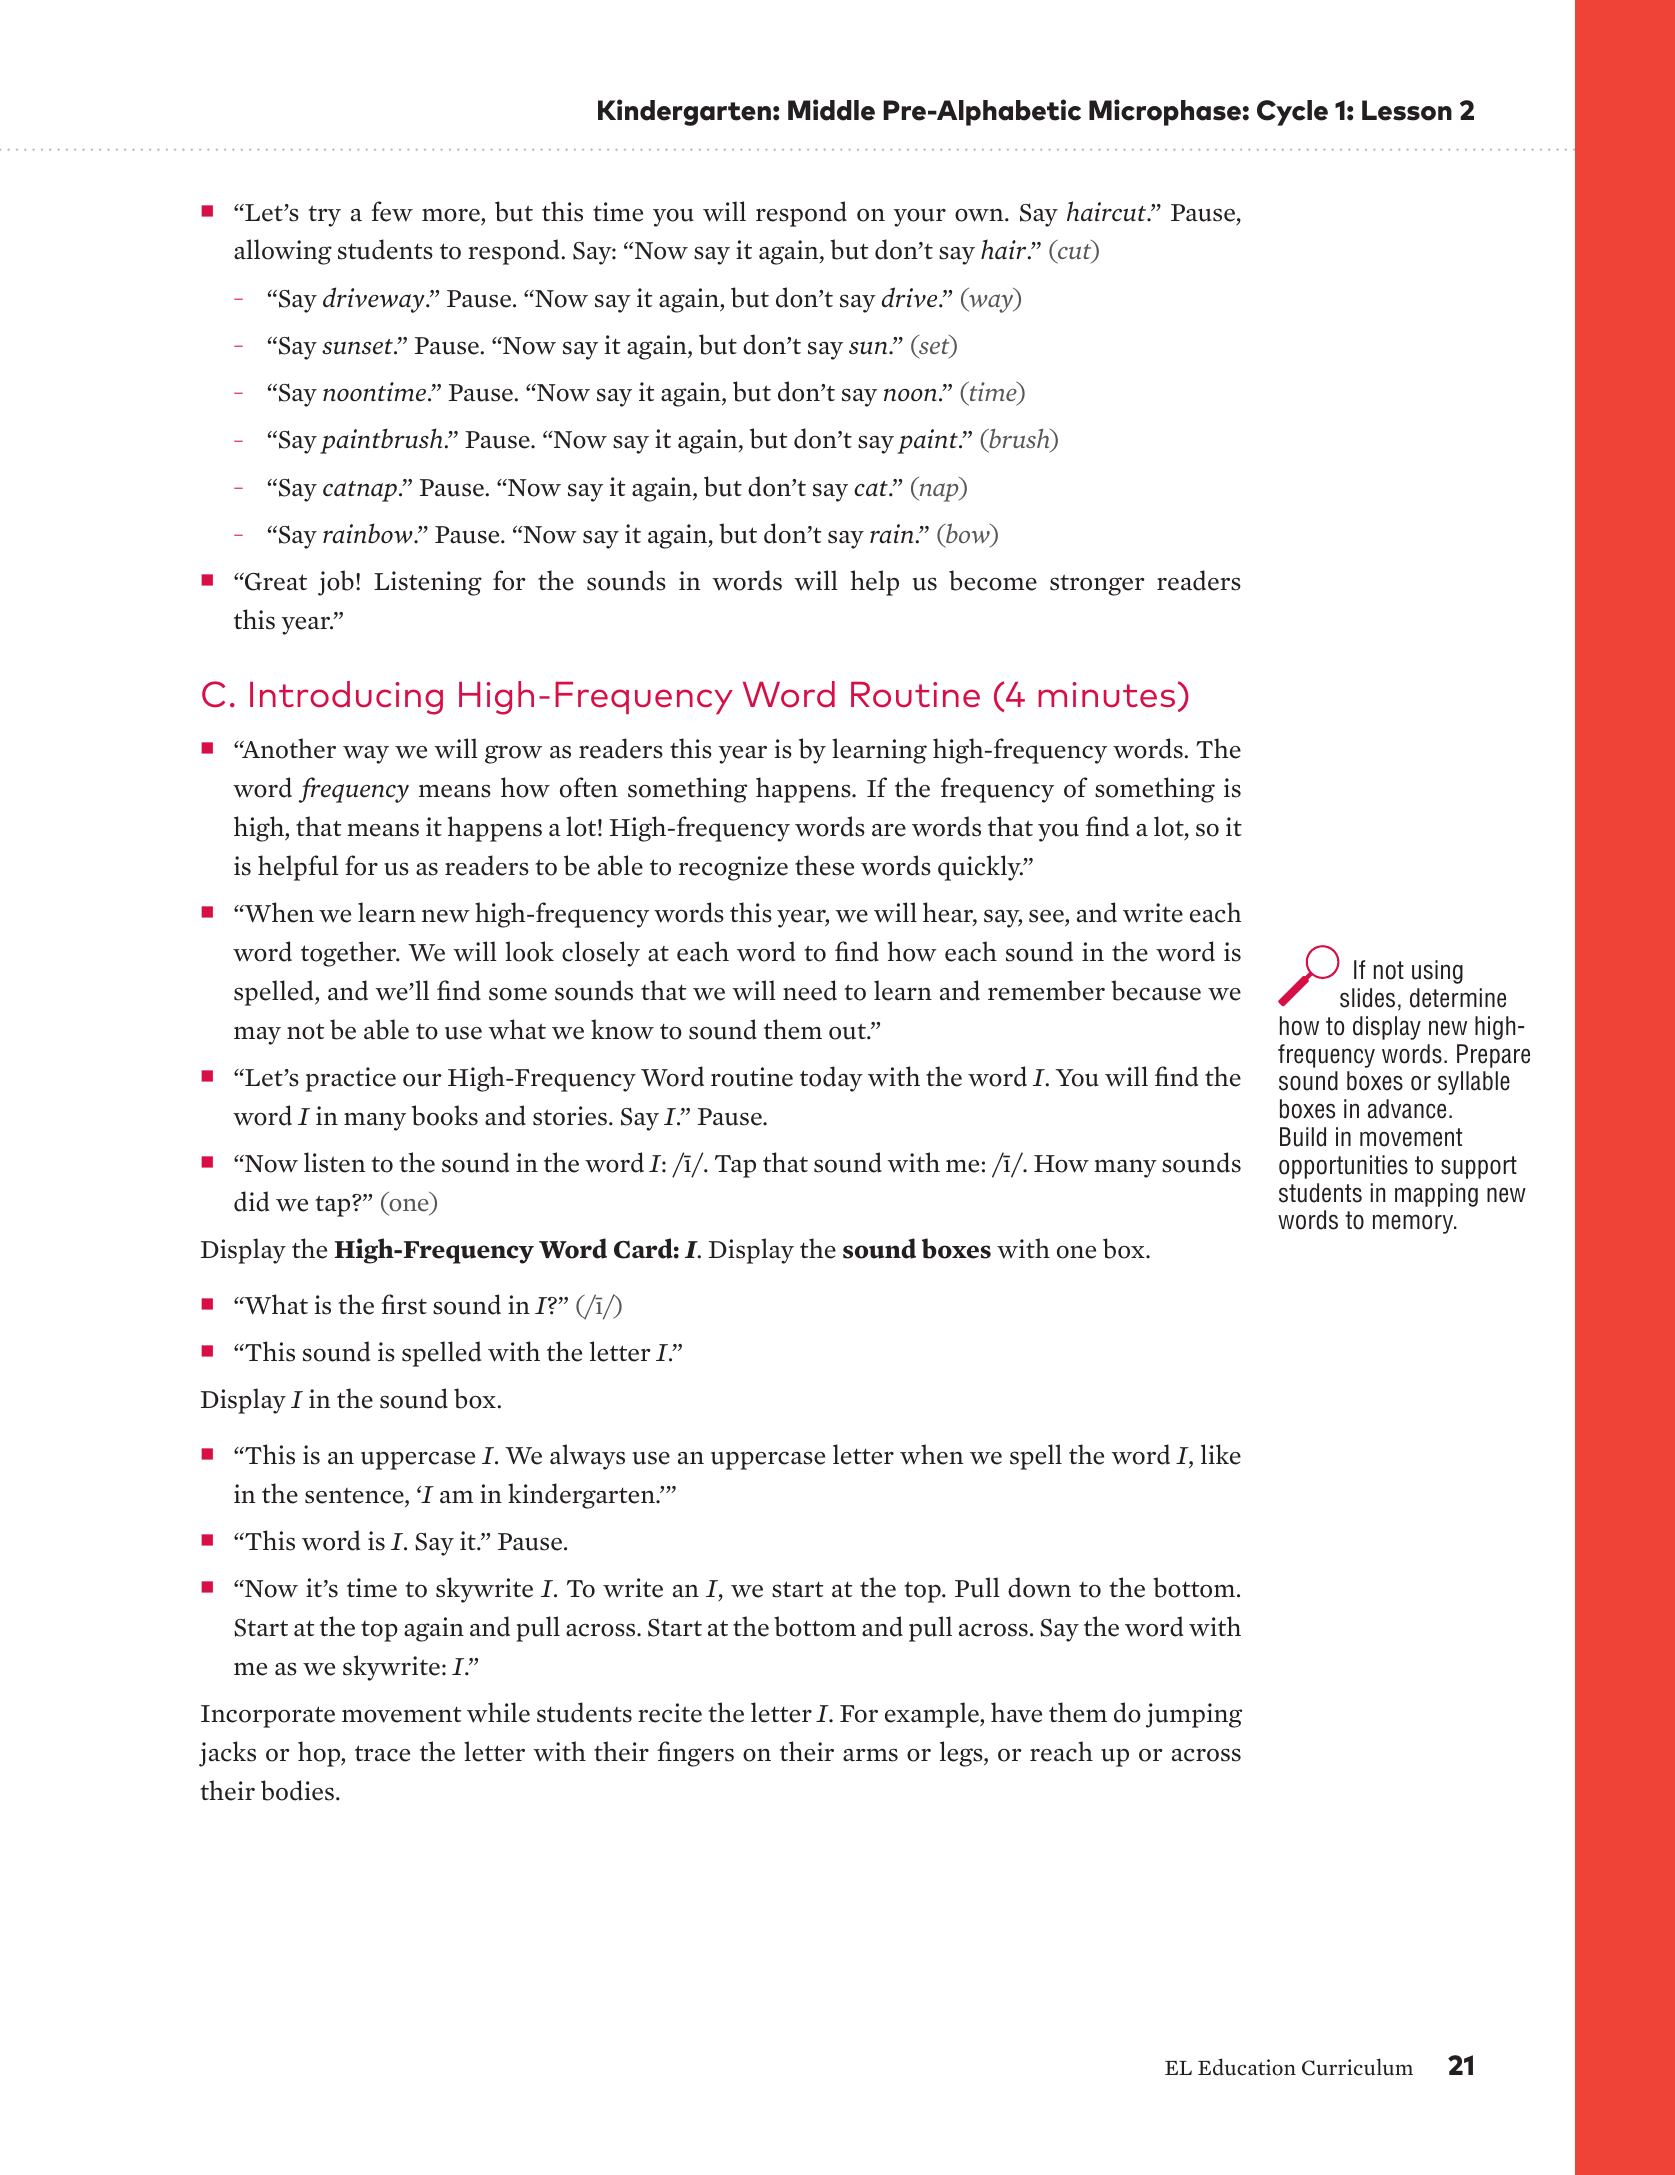 Kindergarten: Middle Pre-Alphabetic Microphase: Cycle 1: Lesson 2
■ “Let’s try a few more, but this time you will respond on your own. Say haircut.” Pause,
allowing students to respond. Say: “Now say it again, but don’t say hair.” (cut)
– “Say driveway.” Pause. “Now say it again, but don’t say drive.” (way)
– “Say sunset.” Pause. “Now say it again, but don’t say sun.” (set)
– “Say noontime.” Pause. “Now say it again, but don’t say noon.” (time)
– “Say paintbrush.” Pause. “Now say it again, but don’t say paint.” (brush)
– “Say catnap.” Pause. “Now say it again, but don’t say cat.” (nap)
– “Say rainbow.” Pause. “Now say it again, but don’t say rain.” (bow)
■ “Great job! Listening for the sounds in words will help us become stronger readers
this year.”
C. Introducing High-Frequency Word Routine (4 minutes)
■ “Another way we will grow as readers this year is by learning high-frequency words. The
word frequency means how often something happens. If the frequency of something is
high, that means it happens a lot! High-frequency words are words that you find a lot, so it
is helpful for us as readers to be able to recognize these words quickly.”
■ “When we learn new high-frequency words this year, we will hear, say, see, and write each
word together. We will look closely at each word to find how each sound in the word is
spelled, and we’ll find some sounds that we will need to learn and remember because we
may not be able to use what we know to sound them out.”
■ “Let’s practice our High-Frequency Word routine today with the word I. You will find the
word I in many books and stories. Say I.” Pause.
■ “Now listen to the sound in the word I: /ī/. Tap that sound with me: /ī/. How many sounds
did we tap?” (one)
Display the High-Frequency Word Card: I. Display the sound boxes with one box.
■ “What is the first sound in I?” (/ī/)
■ “This sound is spelled with the letter I.”
Display I in the sound box.
■ “This is an uppercase I. We always use an uppercase letter when we spell the word I, like
in the sentence, ‘I am in kindergarten.’”
■ “This word is I. Say it.” Pause.
■ “Now it’s time to skywrite I. To write an I, we start at the top. Pull down to the bottom.
Start at the top again and pull across. Start at the bottom and pull across. Say the word with
me as we skywrite: I.”
Incorporate movement while students recite the letter I. For example, have them do jumping
jacks or hop, trace the letter with their fingers on their arms or legs, or reach up or across
their bodies.
If not using
slides, determine
how to display new high-
frequency words. Prepare
sound boxes or syllable
boxes in advance.
Build in movement
opportunities to support
students in mapping new
words to memory.
EL Education Curriculum 21